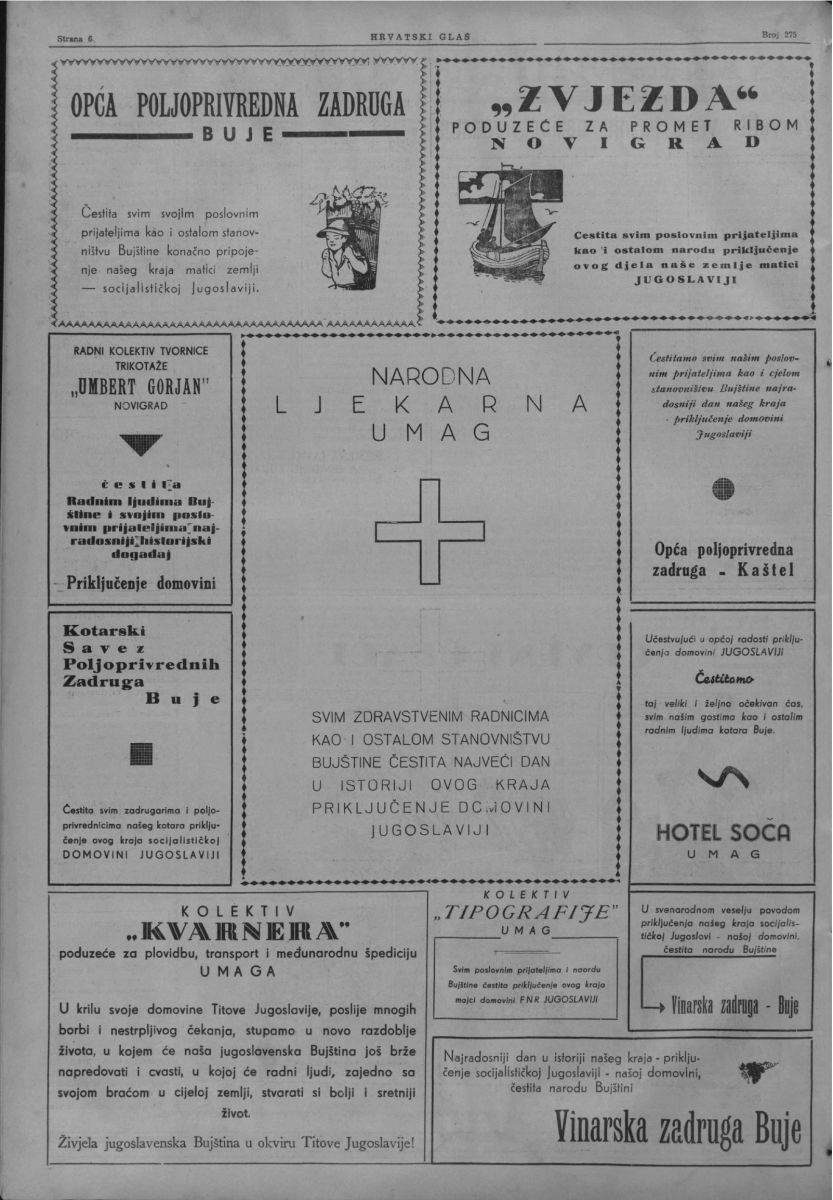 Strana 6.
HRVATSKI GLAS
Broj 275
OPĆA POLJOPRIVREDNA ZADRUGA
BUJE
Čestita svim svojim poslovnim
prijateljima kao i ostalom stanov-
ništvu Bujštine konačno pripoje-
nje našeg kraja matici zemlji
— socijalističkoj Jugoslaviji.
„ZVJEZDA“
PODUZEĆE ZA PROMET RIBOM
NOVIGRAD
Cestita svim poslovnim prijateljima
kao i ostalom narodu priključenje
ovog djela naše zemlje matici
JUGOSLAVIJI
RADNI KOLEKTIV TVORNICE
TRIKOTAŽE
„UMBERT GORJAN"
NOVIGRAD
čestita
Radnim ljudima Buj-
štine i svojim poslo-
vnim prijateljima naj-
radosniji historijski
događaj
Priključenje domovini
NARODNA
LJEKARNA
UMAG
SVIM ZDRAVSTVENIM RADNICIMA
KAO I OSTALOM STANOVNIŠTVU
BUJŠTINE ČESTITA NAJVEĆI DAN
U ISTORIJI OVOG KRAJA
PRIKLJUČENJE DOMOVINI
JUGOSLAVIJI
Čestitamo svim našim poslov-
nim prijateljima kao i cjelom
stanovništvu Bujštine najra-
dosniji dan našeg kraja
- priključenje domovini
Jugoslaviji
Opća poljoprivredna
zadruga - Kaštel
Kotarski
Savez
Poljoprivrednih
Zadruga
Buje
Čestita svim zadrugarima i poljo-
privrednicima našeg kotara priklju-
čenje ovog kraja socijalističkoj
DOMOVINI JUGOSLAVIJI
Učestvujući u općoj radosti priklju-
čenja domovini JUGOSLAVIJI
Čestitamo
taj veliki i željno očekivan čas,
svim našim gostima kao i ostalim
radnim ljudima kotara Buje.
HOTEL SOČA
UMAG
KOLEKTIV
„KVARNERA"
poduzeće za plovidbu, transport i međunarodnu špediciju
UMAGA
U krilu svoje domovine Titove Jugoslavije, poslije mnogih
borbi i nestrpljivog čekanja, stupamo u novo razdoblje
života, u kojem će naša jugoslavenska Bujština još brže
napredovati i cvasti, u kojoj će radni ljudi, zajedno sa
svojom braćom u cijeloj zemlji, stvarati si bolji i sretniji
život.
Živjela jugoslavenska Bujština u okviru Titove Jugoslavije!
KOLEKTIV
„TIPOGRAFIJE"
UMAG
Svim poslovnim prijateljima i naordu
Bujštine čestita priključenje ovog kraja
majci domovini FNR JUGOSLAVIJI
U svenarodnom veselju povodom
priključenja našeg kraja socijalis-
tičkoj Jugoslavi - našoj domovini,
čestita narodu Bujštine
Vinarska zadruga - Buje
Najradosniji dan u istoriji našeg kraja - priklju-
čenje socijalističkoj Jugoslaviji - našoj domovini,
čestita narodu Bujštini
Vinarska zadruga Buje